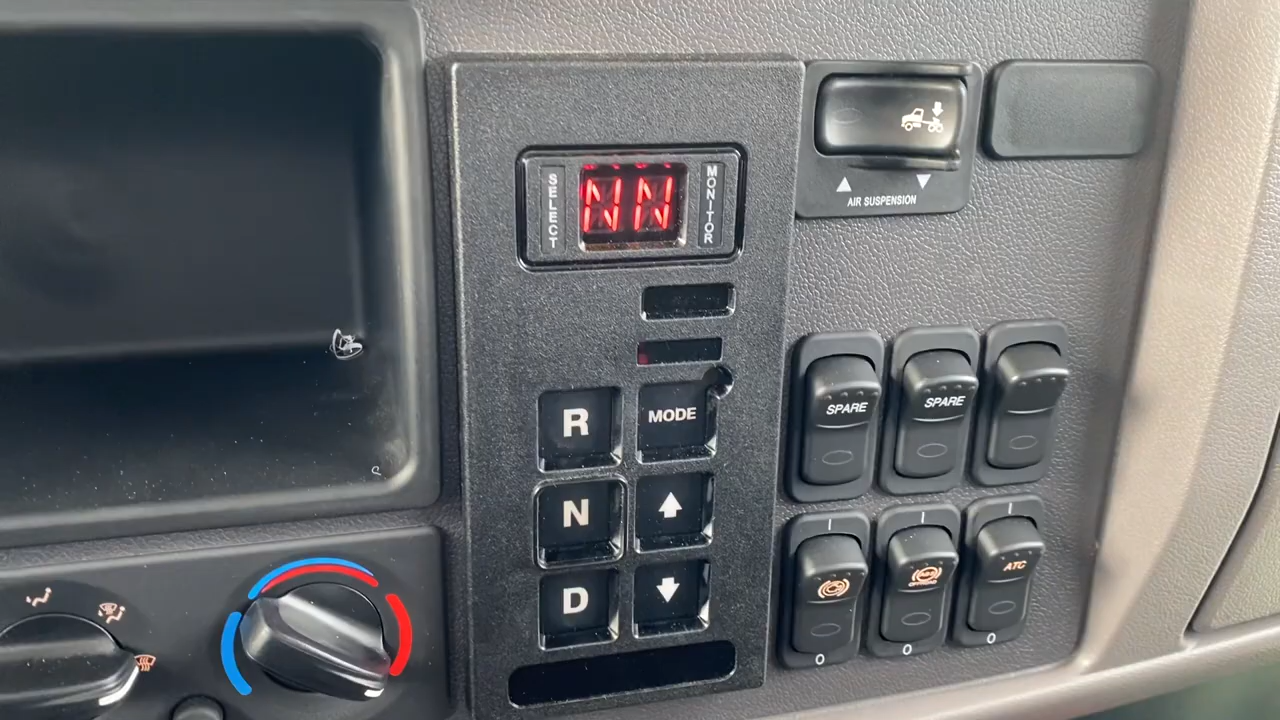 SELECT
NN
MONITOR
AIR SUSPENSION
R
MODE
N
D
SPARE
SPARE
ATC
O
O
O